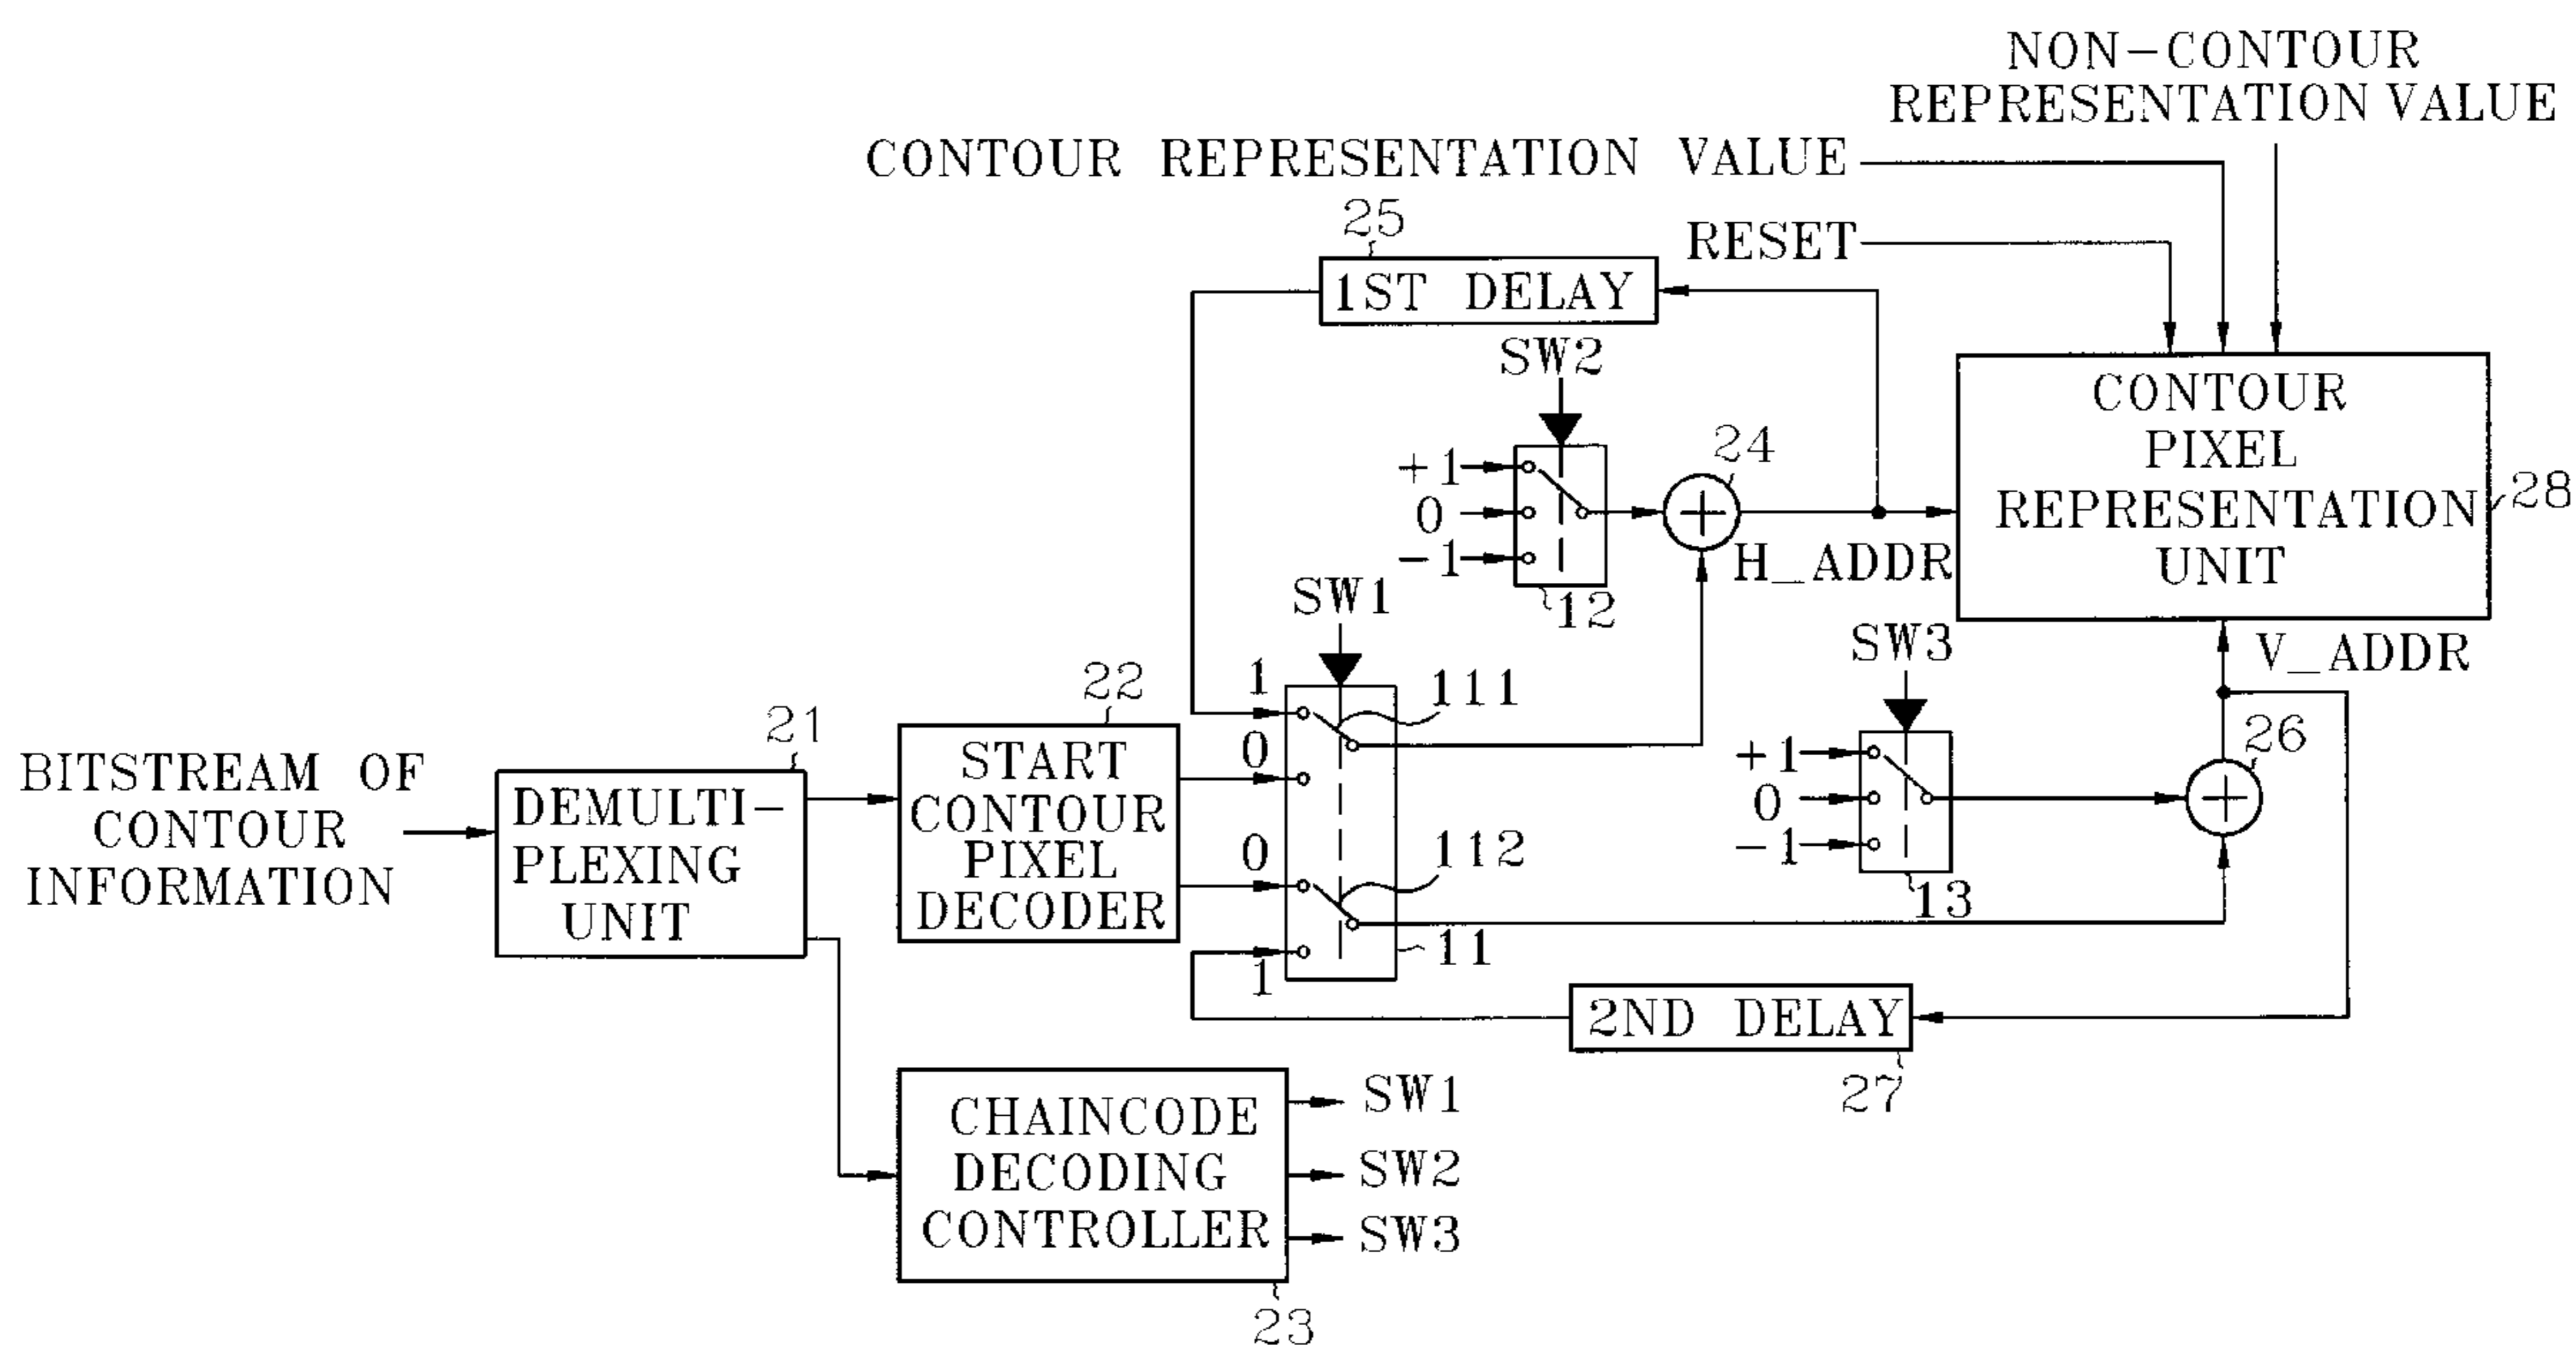 NON-CONTOUR
REPRESENTATION VALUE
CONTOUR REPRESENTATION VALUE
25
RESET
1ST DELAY
SW2
CONTOUR
PIXEL
REPRESENTATION
UNIT
28
24
+1
0
-1
H_ADDR
12
SW1
SW3
V_ADDR
22
1
111
0
21
26
BITSTREAM OF
CONTOUR
INFORMATION
DEMULTI-
PLEXING
UNIT
START
CONTOUR
PIXEL
DECODER
0
112
1
11
+1
0
-1
13
2ND DELAY
27
CHAINCODE
DECODING
CONTROLLER
SW1
SW2
SW3
23